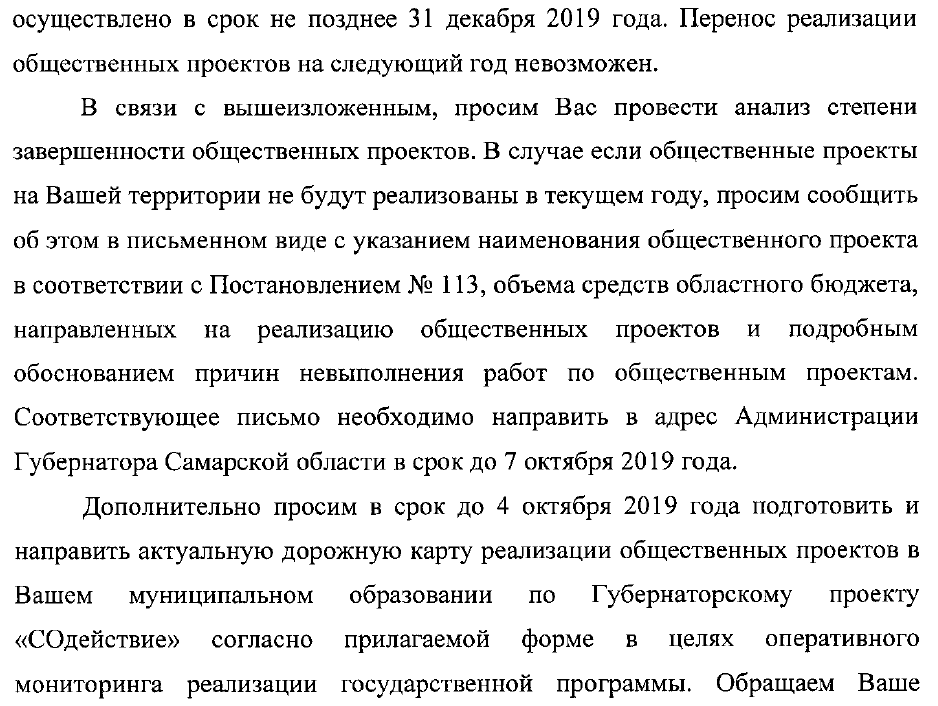 осуществлено в срок не позднее 31 декабря 2019 года. Перенос реализации
общественных проектов на следующий год невозможен.
В связи с вышеизложенным, просим Вас провести анализ степени
завершенности общественных проектов. В случае если общественные проекты
на Вашей территории не будут реализованы в текущем году, просим сообщить
об этом в письменном виде с указанием наименования общественного проекта
в соответствии с Постановлением № 113, объема средств областного бюджета,
направленных на реализацию общественных проектов и подробным
обоснованием причин невыполнения работ по общественным проектам.
Соответствующее письмо необходимо направить в адрес Администрации
Губернатора Самарской области в срок до 7 октября 2019 года.
Дополнительно просим в срок до 4 октября 2019 года подготовить и
направить актуальную дорожную карту реализации общественных проектов в
Вашем муниципальном образовании по Губернаторскому проекту
«СОдействие» согласно прилагаемой форме в целях оперативного
мониторинга реализации государственной программы. Обращаем Ваше